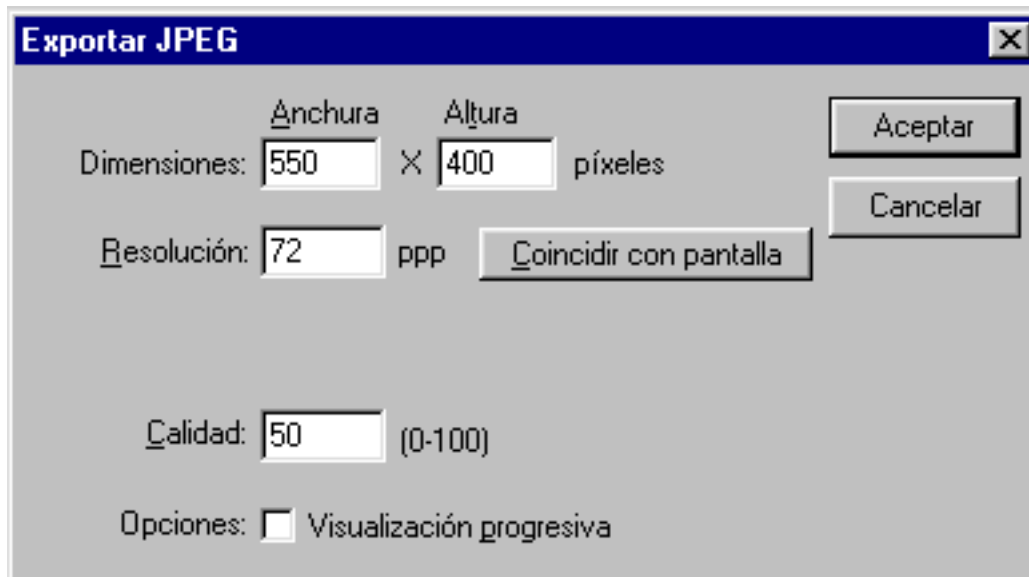 Exportar JPEG
Anchura Altura
Dimensiones: 550 X 400 píxeles
Aceptar
Cancelar
Resolución: 72 ppp Coincidir con pantalla
Calidad: 50 (0-100)
Opciones: Visualización progresiva